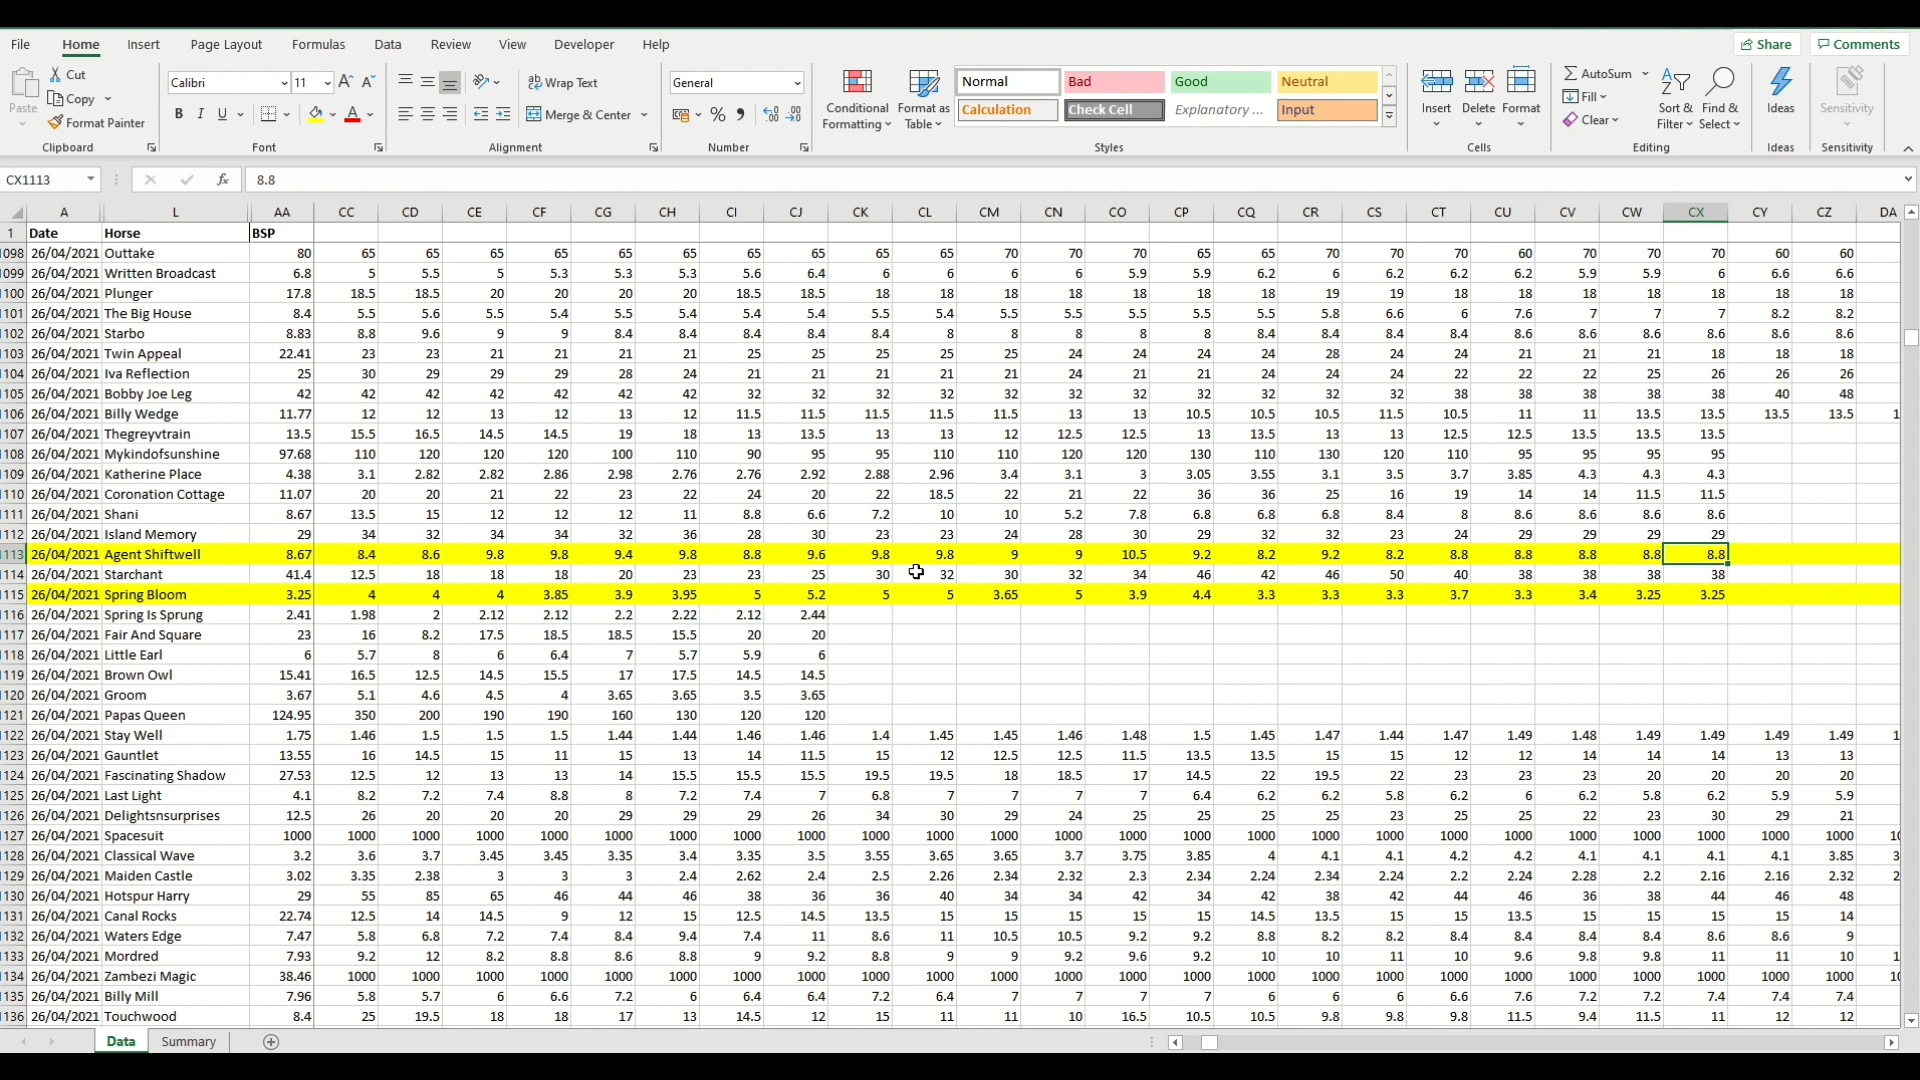 File Home Insert Page Layout Formulas Data Review View Developer Help Share Comments
Paste Cut Copy Format Painter Calibri 11 Wrap Text Merge & Center General Conditional Formatting Format as Table Normal Bad Good Neutral Calculation Check Cell Explanatory ... Input Insert Delete Format AutoSum Fill Clear Sort & Filter Find & Select Ideas Sensitivity
Clipboard Font Alignment Number Styles Cells Editing Ideas Sensitivity
CX1113 fx 8.8
A L AA CC CD CE CF CG CH CI CJ CK CL CM CN CO CP CQ CR CS CT CU CV CW CX CY CZ DA
1 Date Horse BSP
1098 26/04/2021 Outtake 80 65 65 65 65 65 65 65 65 65 65 70 70 70 65 65 70 70 70 60 70 70 70 60 60
1099 26/04/2021 Written Broadcast 6.8 5 5.5 5 5.3 5.3 5.3 5.6 6.4 6 6 6 6 5.9 5.9 6.2 6 6.2 6.2 6.2 5.9 5.9 6 6.6 6.6
1100 26/04/2021 Plunger 17.8 18.5 18.5 20 20 20 20 18.5 18.5 18 18 18 18 18 18 18 19 19 18 18 18 18 18 18 18
1101 26/04/2021 The Big House 8.4 5.5 5.6 5.5 5.4 5.5 5.4 5.4 5.4 5.5 5.4 5.5 5.5 5.5 5.5 5.5 5.8 6.6 6 7.6 7 7 7 8.2 8.2
1102 26/04/2021 Starbo 8.83 8.8 9.6 9 9 8.4 8.4 8.4 8.4 8.4 8 8 8 8 8 8.4 8.4 8.4 8.4 8.6 8.6 8.6 8.6 8.6 8.6
1103 26/04/2021 Twin Appeal 22.41 23 23 21 21 21 21 25 25 25 25 25 24 24 24 24 28 24 24 21 21 21 18 18 18
1104 26/04/2021 Iva Reflection 25 30 29 29 29 28 24 21 21 21 21 21 24 21 21 24 24 24 22 22 22 25 26 26 26
1105 26/04/2021 Bobby Joe Leg 42 42 42 42 42 42 42 32 32 32 32 32 32 32 32 32 32 32 38 38 38 38 38 40 48
1106 26/04/2021 Billy Wedge 11.77 12 12 13 12 13 12 11.5 11.5 11.5 11.5 11.5 13 13 10.5 10.5 10.5 11.5 10.5 11 11 13.5 13.5 13.5 13.5 1
1107 26/04/2021 Thegreyvtrain 13.5 15.5 16.5 14.5 14.5 19 18 13 13.5 13 13 12 12.5 12.5 13 13 13 13 12.5 12.5 13.5 13.5 13.5
1108 26/04/2021 Mykindofsunshine 97.68 110 120 120 120 100 110 90 95 95 110 110 120 120 130 110 130 120 110 95 95 95 95
1109 26/04/2021 Katherine Place 4.38 3.1 2.82 2.82 2.86 2.98 2.76 2.76 2.92 2.88 2.96 3.4 3.1 3 3.05 3.55 3.1 3.5 3.7 3.85 4.3 4.3 4.3
1110 26/04/2021 Coronation Cottage 11.07 20 20 21 22 23 22 24 20 22 18.5 22 21 22 36 36 25 16 19 14 14 11.5 11.5
1111 26/04/2021 Shani 8.67 13.5 15 12 12 12 11 8.8 6.6 7.2 10 10 5.2 7.8 6.8 6.8 6.8 8.4 8 8.6 8.6 8.6 8.6
1112 26/04/2021 Island Memory 29 34 32 34 34 32 36 28 30 23 23 24 28 30 29 32 32 23 24 29 29 29 29
1113 26/04/2021 Agent Shiftwell 8.67 8.4 8.6 9.8 9.8 9.4 9.8 8.8 9.6 9.8 9.8 9 9 10.5 9.2 8.2 9.2 8.2 8.8 8.8 8.8 8.8 8.8
1114 26/04/2021 Starchant 41.4 12.5 18 18 18 20 23 23 25 30 32 30 32 34 46 42 46 50 40 38 38 38 38
1115 26/04/2021 Spring Bloom 3.25 4 4 4 3.85 3.9 3.95 5 5.2 5 5 3.65 5 3.9 4.4 3.3 3.3 3.3 3.7 3.3 3.4 3.25 3.25
1116 26/04/2021 Spring Is Sprung 2.41 1.98 2 2.12 2.12 2.2 2.22 2.12 2.44
1117 26/04/2021 Fair And Square 23 16 8.2 17.5 18.5 18.5 15.5 20 20
1118 26/04/2021 Little Earl 6 5.7 8 6 6.4 7 5.7 5.9 6
1119 26/04/2021 Brown Owl 15.41 16.5 12.5 14.5 15.5 17 17.5 14.5 14.5
1120 26/04/2021 Groom 3.67 5.1 4.6 4.5 4 3.65 3.65 3.5 3.65
1121 26/04/2021 Papas Queen 124.95 350 200 190 190 160 130 120 120
1122 26/04/2021 Stay Well 1.75 1.46 1.5 1.5 1.5 1.44 1.44 1.46 1.46 1.4 1.45 1.45 1.46 1.48 1.5 1.45 1.47 1.44 1.47 1.49 1.48 1.49 1.49 1.49 1.49 1
1123 26/04/2021 Gauntlet 13.55 16 14.5 15 11 15 13 14 11.5 15 12 12.5 12.5 11.5 13.5 13.5 15 15 12 12 14 14 14 13 13
1124 26/04/2021 Fascinating Shadow 27.53 12.5 12 13 13 14 15.5 15.5 15.5 19.5 19.5 18 18.5 17 14.5 22 19.5 22 23 23 23 20 20 20 20
1125 26/04/2021 Last Light 4.1 8.2 7.2 7.4 8.8 8 7.2 7.4 7 6.8 7 7 7 7 6.4 6.2 6.2 5.8 6.2 6 6.2 5.8 6.2 5.9 5.9
1126 26/04/2021 Delightsnsurprises 12.5 26 20 20 20 29 29 29 26 34 30 29 24 25 25 25 25 23 25 25 22 23 30 29 21
1127 26/04/2021 Spacesuit 1000 1000 1000 1000 1000 1000 1000 1000 1000 1000 1000 1000 1000 1000 1000 1000 1000 1000 1000 1000 1000 1000 1000 1000 1000 10
1128 26/04/2021 Classical Wave 3.2 3.6 3.7 3.45 3.45 3.35 3.4 3.35 3.5 3.55 3.65 3.65 3.7 3.75 3.85 4 4.1 4.1 4.2 4.2 4.1 4.1 4.1 4.1 3.85 3
1129 26/04/2021 Maiden Castle 3.02 3.35 2.38 3 3 3 2.4 2.62 2.4 2.5 2.26 2.34 2.32 2.3 2.34 2.24 2.34 2.24 2.2 2.24 2.28 2.2 2.16 2.16 2.32 2
1130 26/04/2021 Hotspur Harry 29 55 85 65 46 44 46 38 36 36 40 34 34 42 34 42 38 42 44 46 36 38 44 46 48
1131 26/04/2021 Canal Rocks 22.74 12.5 14 14.5 9 12 15 12.5 14.5 13.5 15 15 15 15 15 14.5 13.5 15 15 13.5 15 15 15 15 14
1132 26/04/2021 Waters Edge 7.47 5.8 6.8 7.2 7.4 8.4 9.4 7.4 11 8.6 11 10.5 10.5 9.2 9.2 8.8 8.2 8.2 8.4 8.4 8.4 8.4 8.6 8.6 9
1133 26/04/2021 Mordred 7.93 9.2 12 8.2 8.8 8.6 8.8 9 9.2 8.8 9 9 9.2 9.6 9.2 10 10 11 10 9.6 9.8 9.8 11 11 10 1
1134 26/04/2021 Zambezi Magic 38.46 1000 1000 1000 1000 1000 1000 1000 1000 1000 1000 1000 1000 1000 1000 1000 1000 1000 1000 1000 1000 1000 1000 1000 1000 10
1135 26/04/2021 Billy Mill 7.96 5.8 5.7 6 6.6 7.2 6 6.4 6.4 7.2 6.4 7 7 7 7 6 6 6 6.6 7.6 7.2 7.2 7.4 7.4 7.4
1136 26/04/2021 Touchwood 8.4 25 19.5 18 18 17 13 14.5 12 15 11 11 10 16.5 10.5 10.5 9.8 9.8 9.8 11.5 9.4 11.5 11 12 12
Data Summary